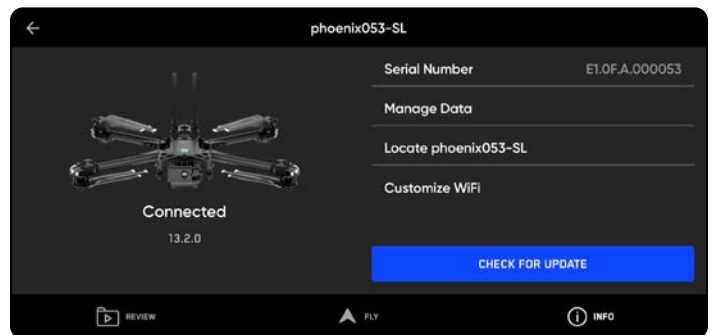 phoenix053-SL
Serial Number E1.0F.A.000053
Manage Data
Locate phoenix053-SL
Customize WiFi
Connected
13.2.0
CHECK FOR UPDATE
REVIEW FLY INFO